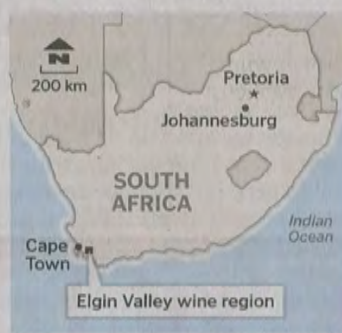 N
200 km
Pretoria
Johannesburg
SOUTH
AFRICA
Indian
Ocean
Cape
Town
Elgin Valley wine region